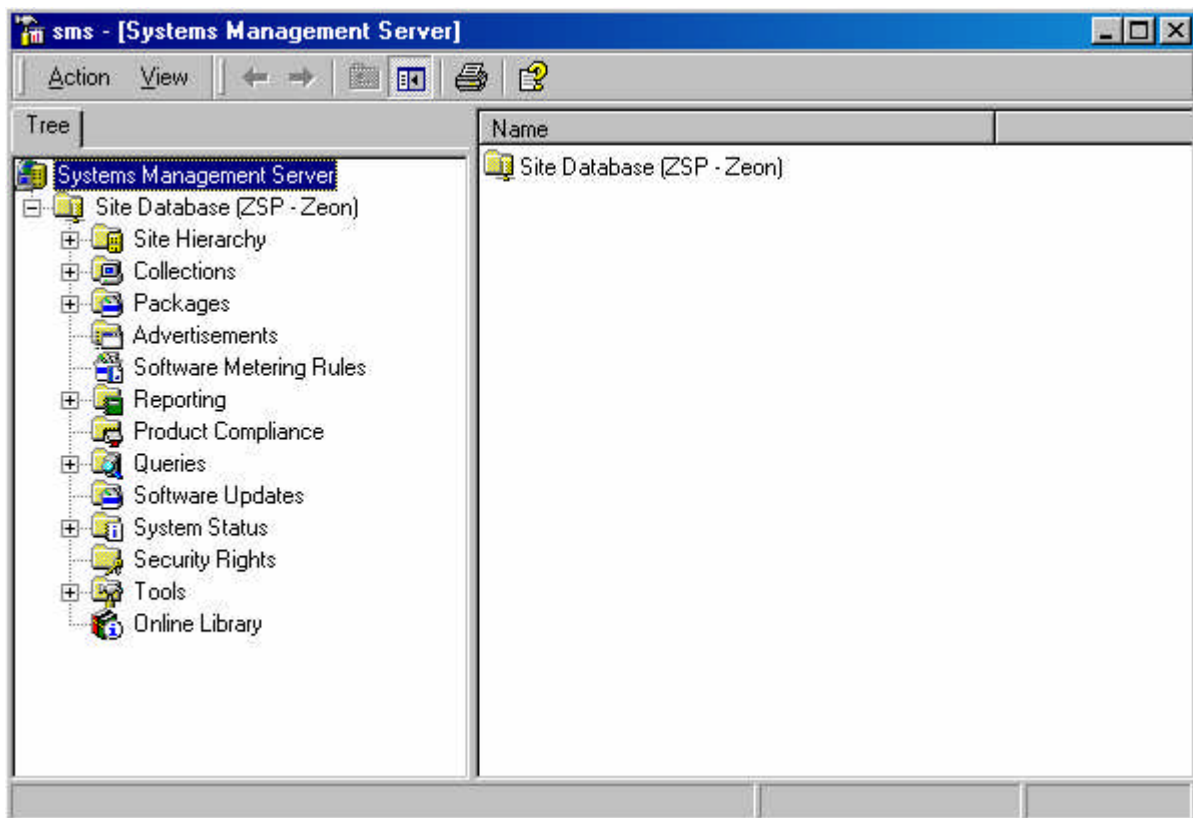 sms - [Systems Management Server]
Action View
Tree
Name
Systems Management Server
Site Database (ZSP - Zeon)
Site Hierarchy
Collections
Packages
Advertisements
Software Metering Rules
Reporting
Product Compliance
Queries
Software Updates
System Status
Security Rights
Tools
Online Library
Site Database (ZSP - Zeon)